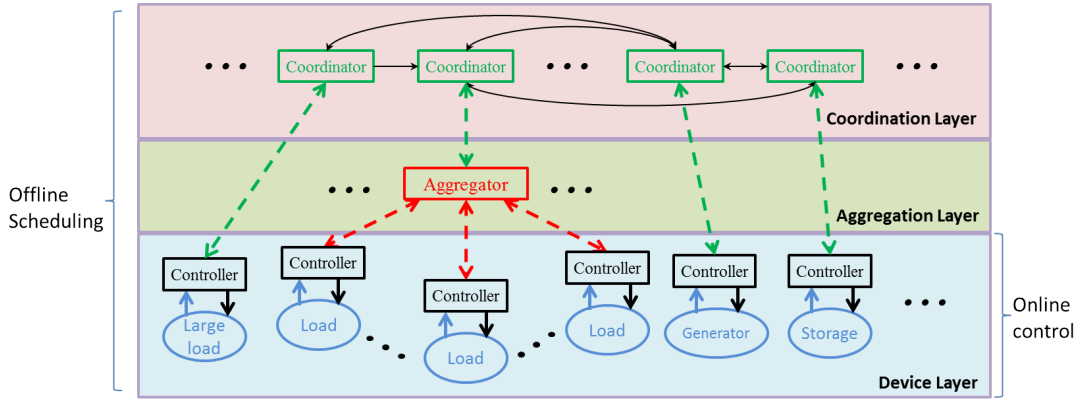 Coordinator
Coordinator
Coordinator
Coordinator
Coordination Layer
Offline
Scheduling
Aggregator
Aggregation Layer
Controller
Controller
Controller
Controller
Controller
Controller
Large
load
Load
Load
Load
Generator
Storage
Online
control
Device Layer